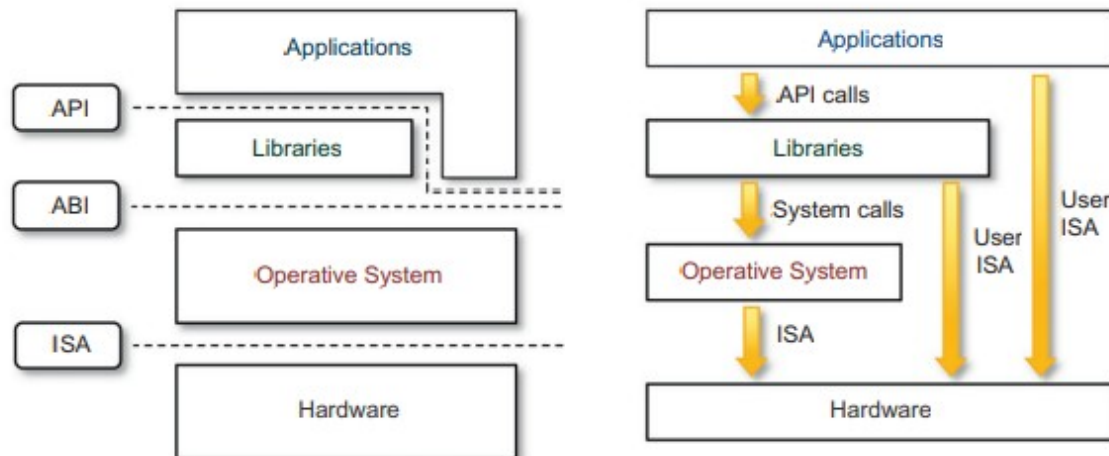 Applications
API
Libraries
ABI
Operative System
ISA
Hardware
Applications
API calls
Libraries
System calls
User
ISA
User
ISA
Operative System
ISA
Hardware